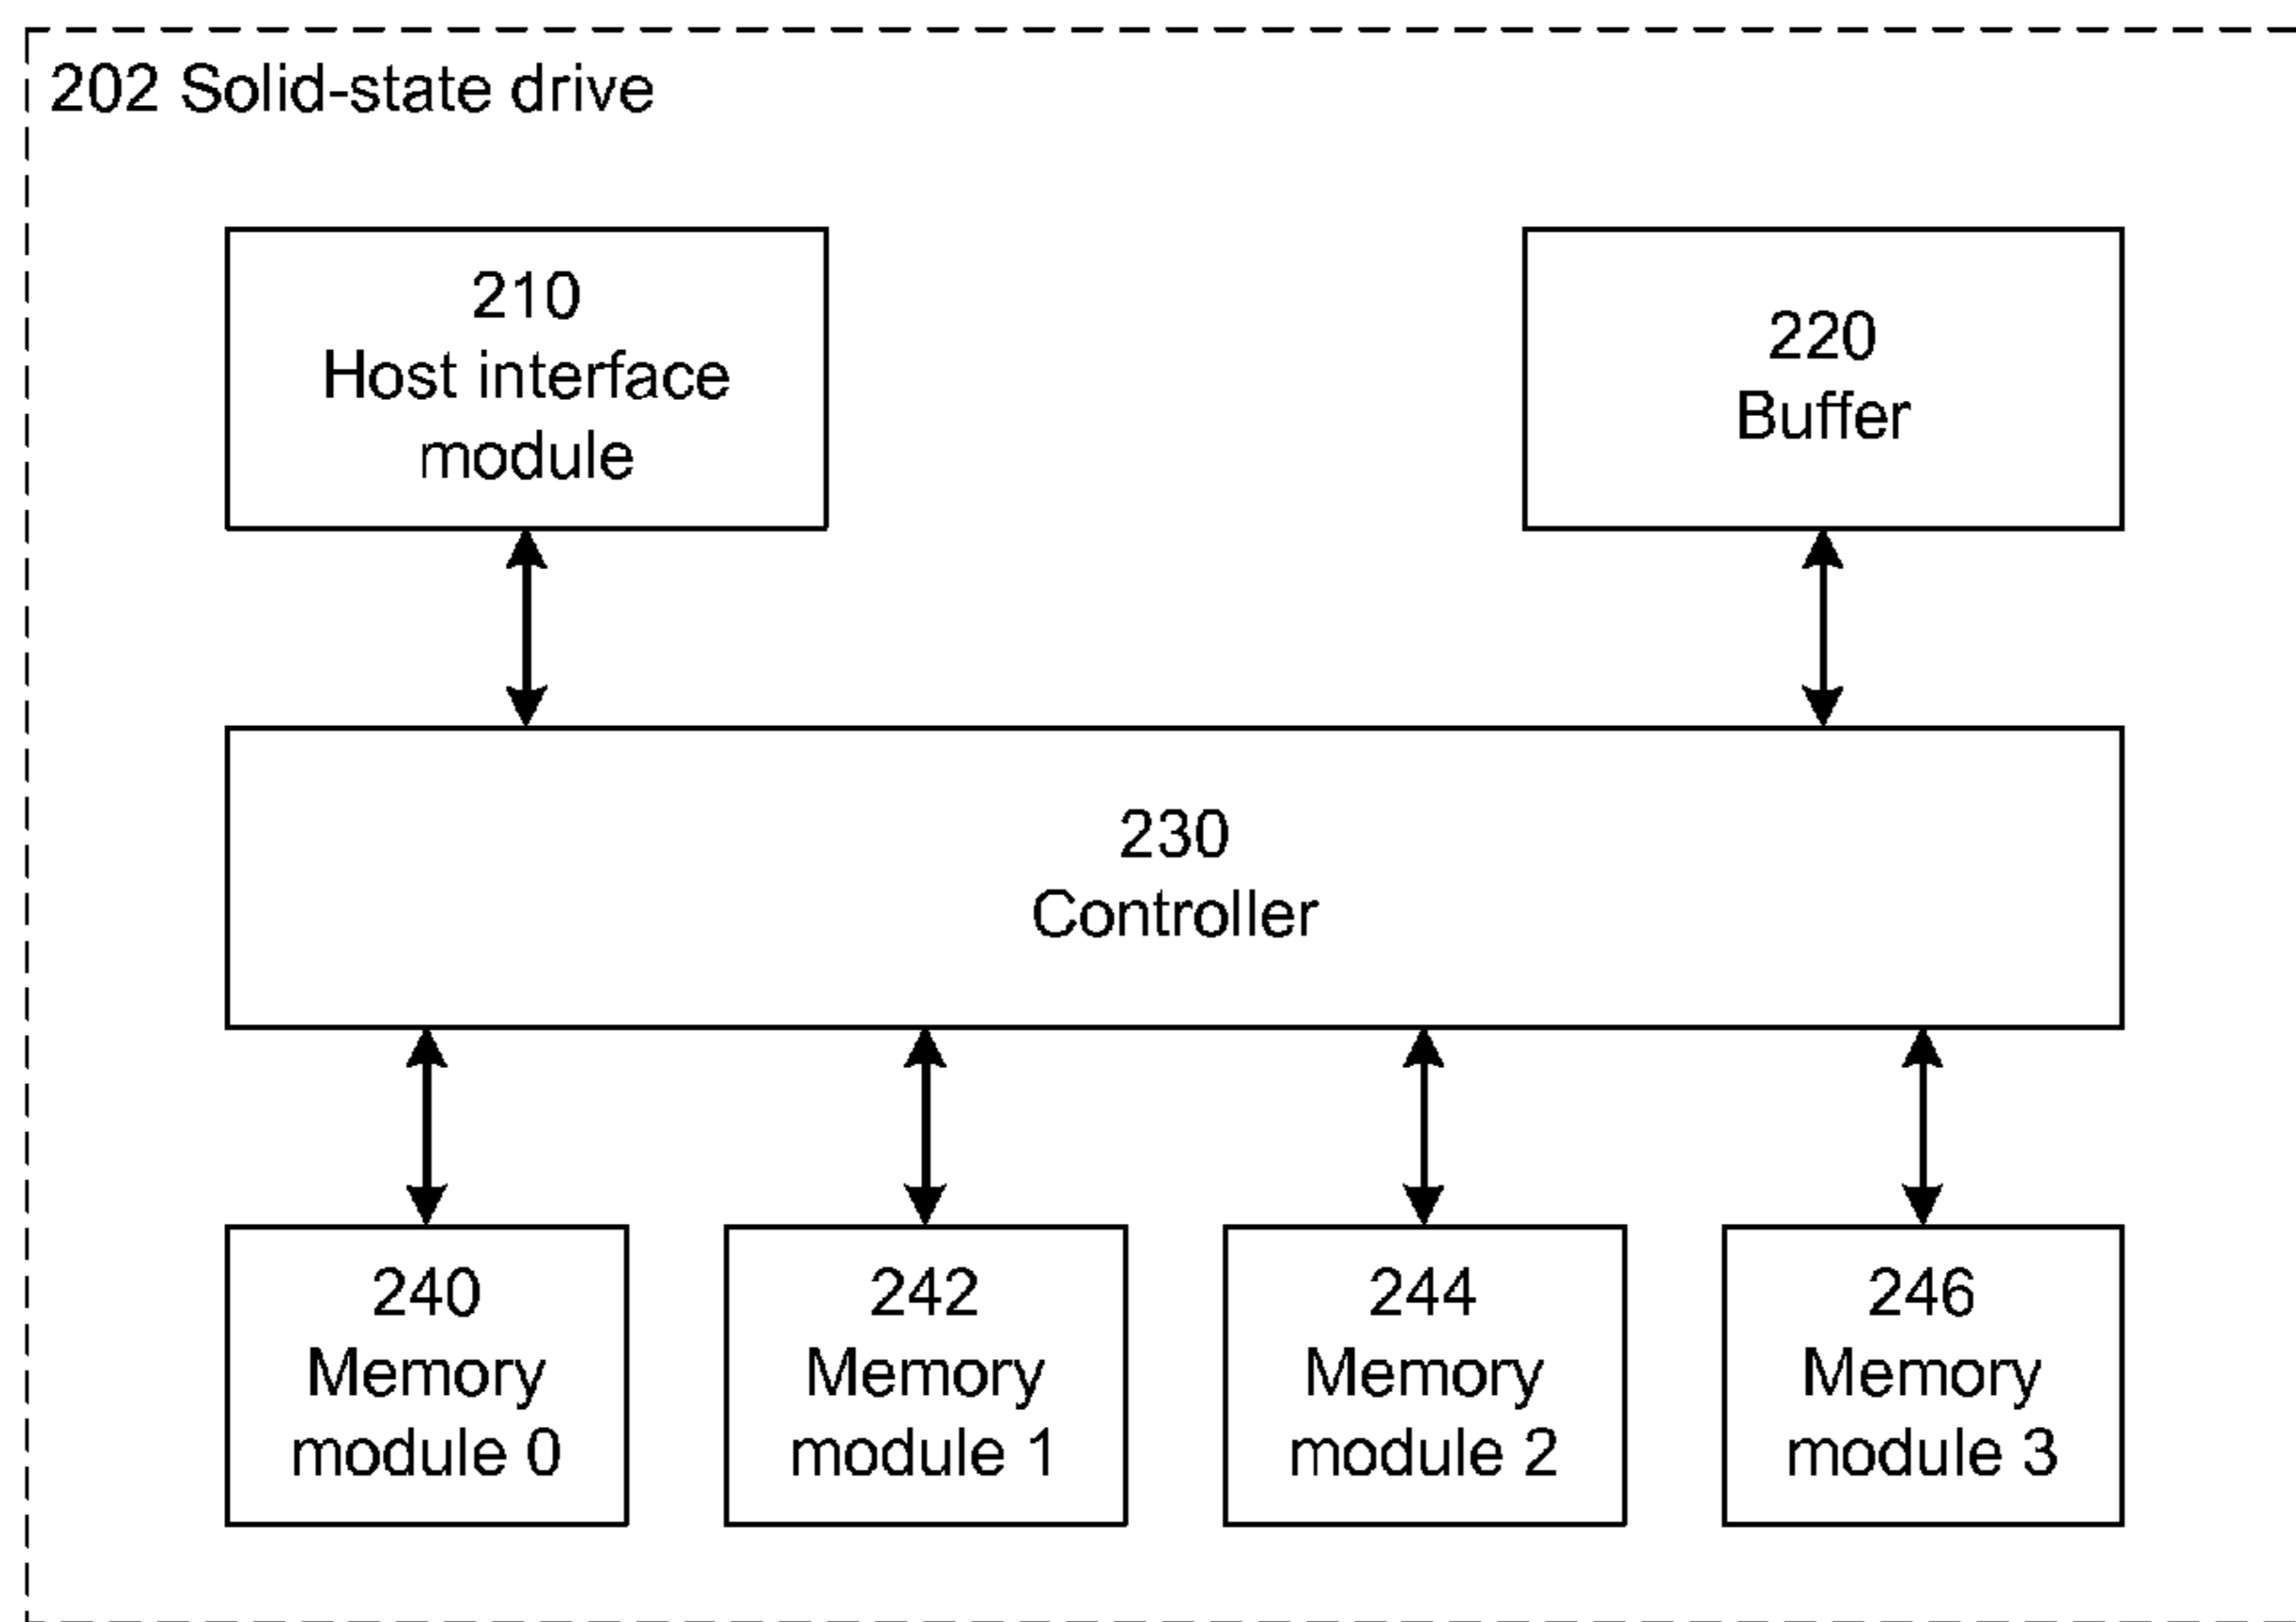 202 Solid-state drive
210
Host interface
module
220
Buffer
230
Controller
240
Memory
module 0
242
Memory
module 1
244
Memory
module 2
246
Memory
module 3